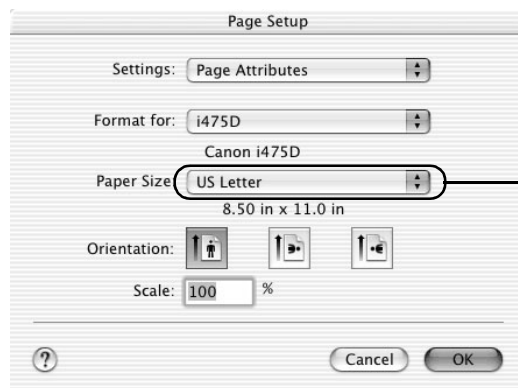 Page Setup
Settings: Page Attributes
Format for: i475D
Canon i475D
Paper Size: US Letter
8.50 in x 11.0 in
Orientation:
Scale: 100 %
? Cancel OK